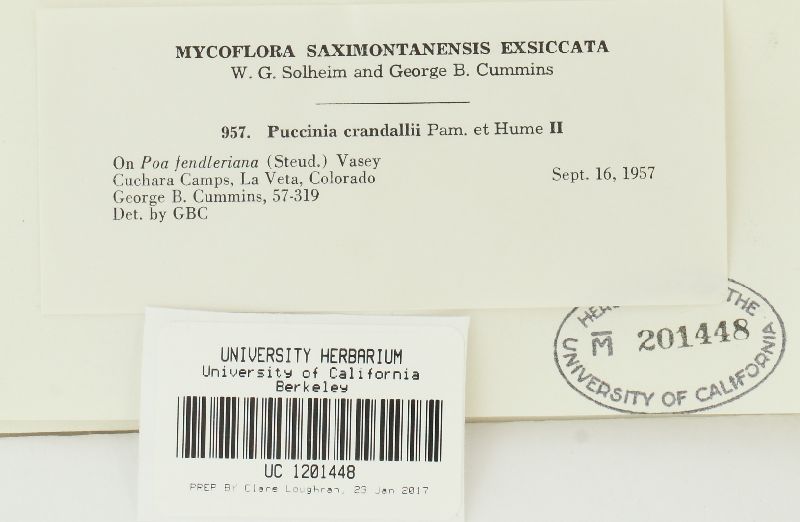 MYCOFLORA SAXIMONTANENSIS EXSICCATA
W. G. Solheim and George B. Cummins
957. Puccinia crandallii Pam. et Hume II
On Poa fendleriana (Steud.) Vasey
Cuchara Camps, La Veta, Colorado
Sept. 16, 1957
George B. Cummins, 57-319
Det. by GBC
THE
M 201448
UNIVERSITY OF CALIFORNIA
UNIVERSITY HERBARIUM
University of California
Berkeley
UC 1201448
PREP BY Clare Loughran, 23 Jan 2017